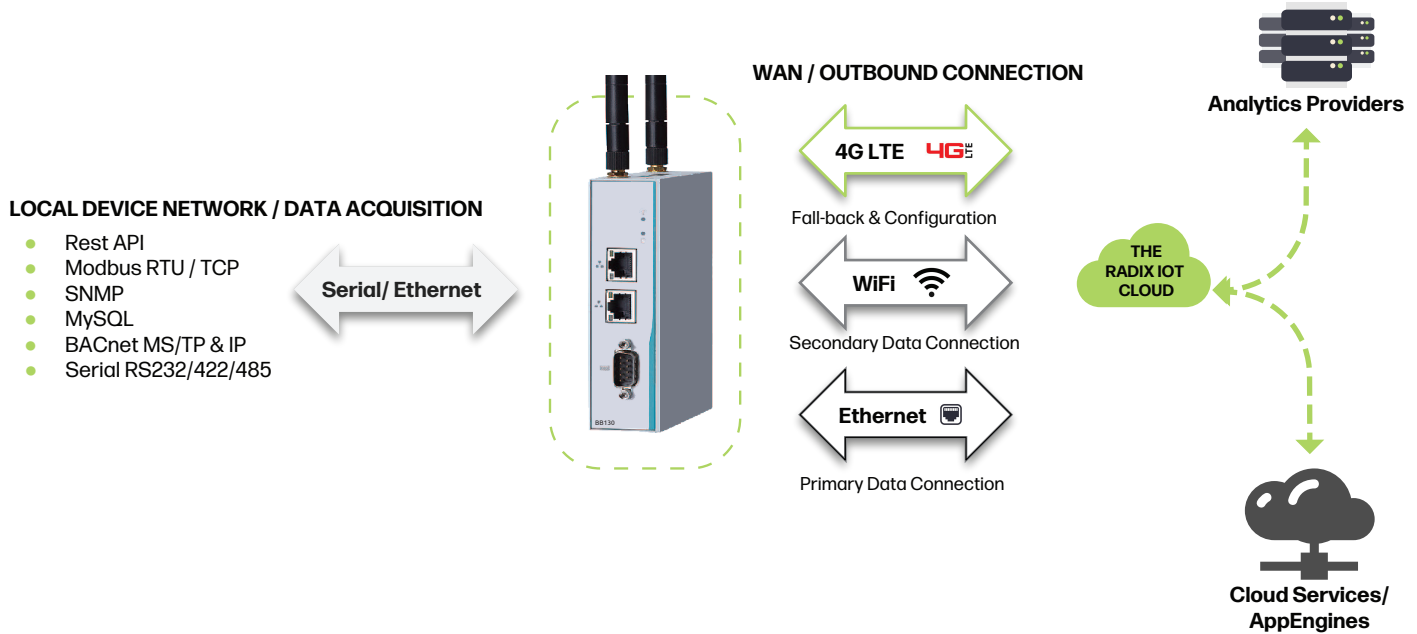 LOCAL DEVICE NETWORK / DATA ACQUISITION
Rest API
Modbus RTU / TCP
SNMP
MySQL
BACnet MS/TP & IP
Serial RS232/422/485
Serial/ Ethernet
BB130
WAN / OUTBOUND CONNECTION
4G LTE 4G LTE
Fall-back & Configuration
WiFi
Secondary Data Connection
Ethernet
Primary Data Connection
THE
RADIX IOT
CLOUD
Analytics Providers
Cloud Services/
AppEngines